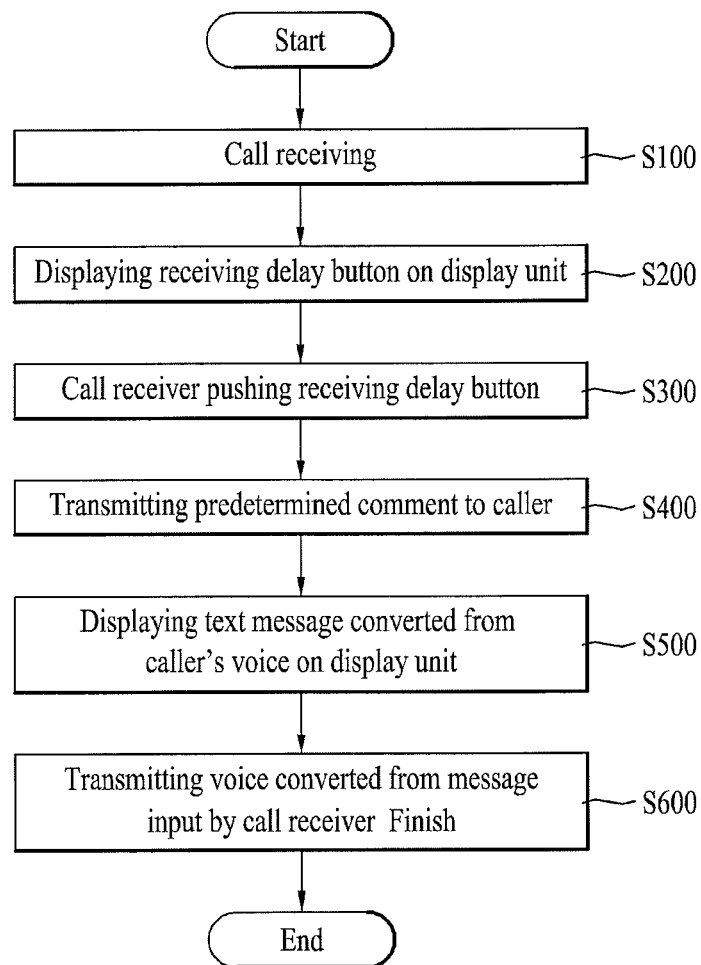 Start
Call receiving
S100
Displaying receiving delay button on display unit
S200
Call receiver pushing receiving delay button
S300
Transmitting predetermined comment to caller
S400
Displaying text message converted from
caller's voice on display unit
S500
Transmitting voice converted from message
input by call receiver Finish
S600
End